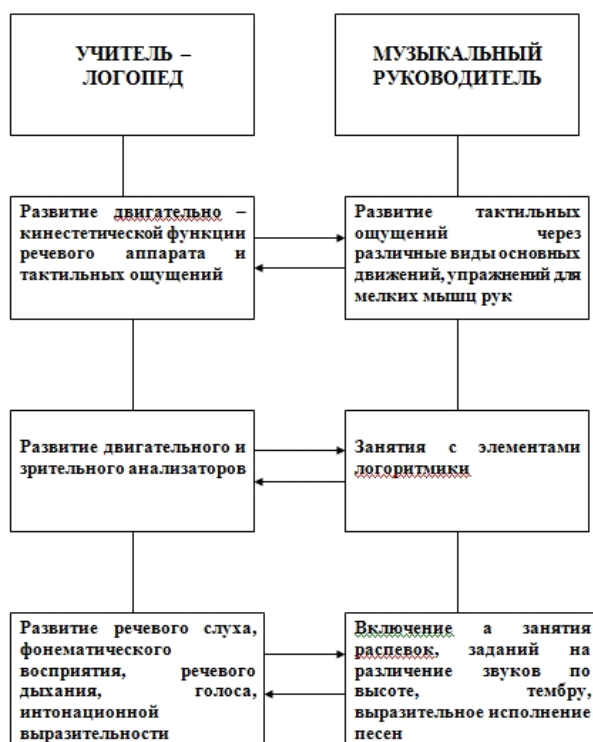 УЧИТЕЛЬ –
ЛОГОПЕД
МУЗЫКАЛЬНЫЙ
РУКОВОДИТЕЛЬ
Развитие двигательно –
кинестетической функции
речевого аппарата и
тактильных ощущений
Развитие тактильных
ощущений через
различные виды основных
движений, упражнений для
мелких мышц рук
Развитие двигательного и
зрительного анализаторов
Занятия с элементами
логоритмики
Развитие речевого слуха,
фонематического
восприятия, речевого
дыхания, голоса,
интонационной
выразительности
Включение а занятия
распевок, заданий на
различение звуков по
высоте, тембру,
выразительное исполнение
песен